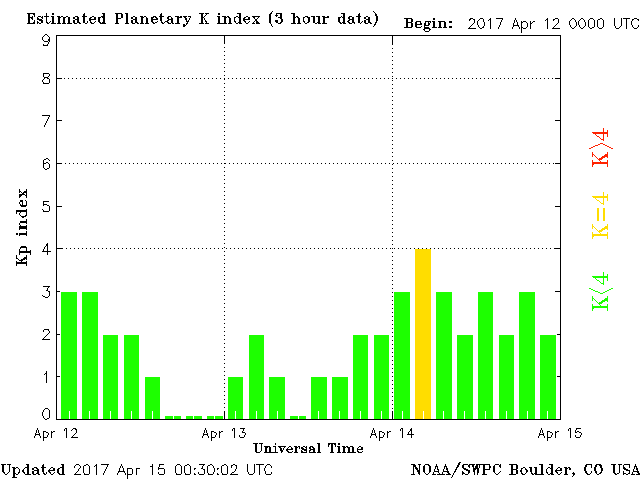 Estimated Planetary K index (3 hour data) Begin: 2017 Apr 12 0000 UTC
9
8
7
6
5
4
3
2
1
0
Kp index
K>4
K=4
K<4
Apr 12 Apr 13 Apr 14 Apr 15
Universal Time
Updated 2017 Apr 15 00:30:02 UTC NOAA/SWPC Boulder, CO USA